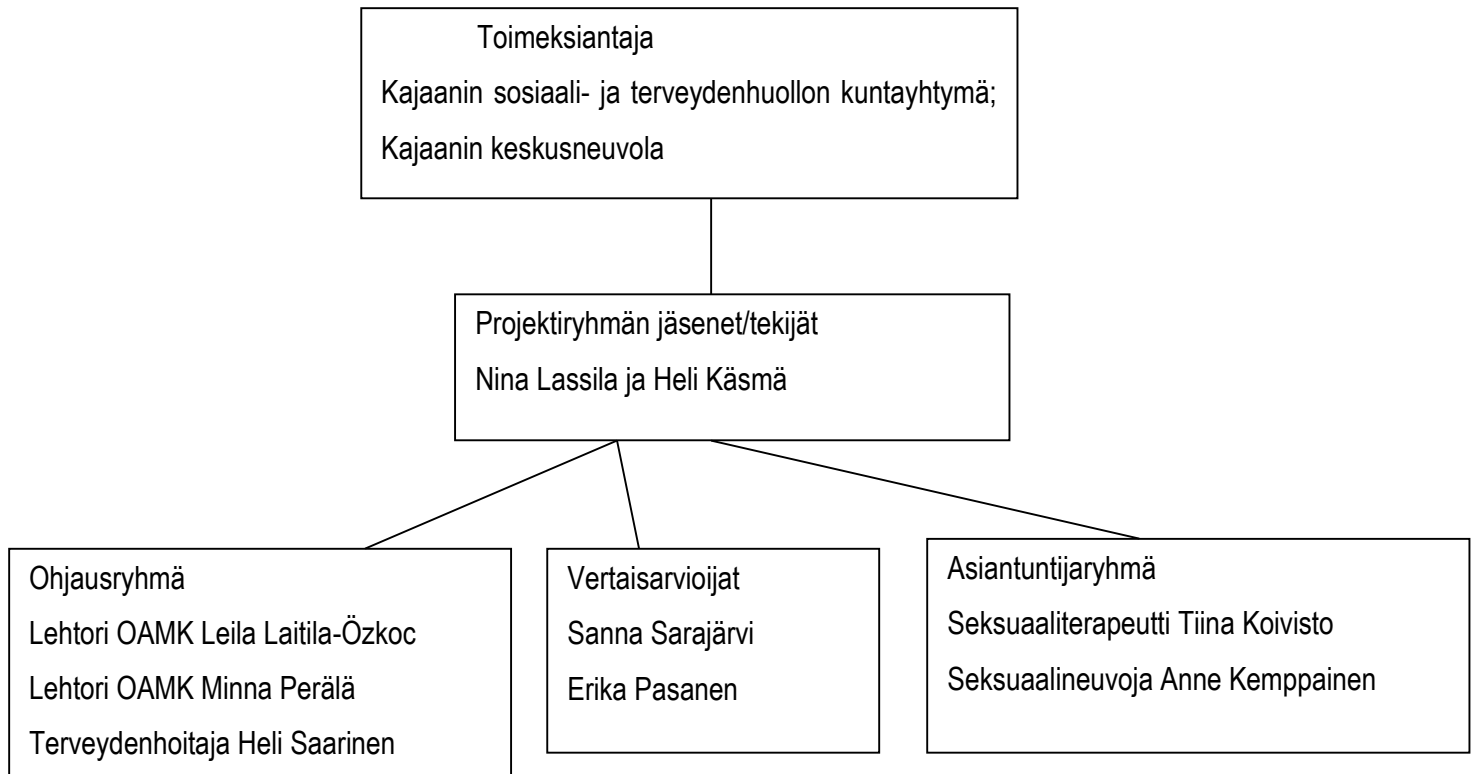 Toimeksiantaja
Kajaanin sosiaali- ja terveydenhuollon kuntayhtymä;
Kajaanin keskusneuvola
Projektiryhmän jäsenet/tekijät
Nina Lassila ja Heli Käsmä
Ohjausryhmä
Lehtori OAMK Leila Laitila-Özkoc
Lehtori OAMK Minna Perälä
Terveydenhoitaja Heli Saarinen
Vertaisarvioijat
Sanna Sarajärvi
Erika Pasanen
Asiantuntijaryhmä
Seksuaaliterapeutti Tiina Koivisto
Seksuaalineuvoja Anne Kemppainen